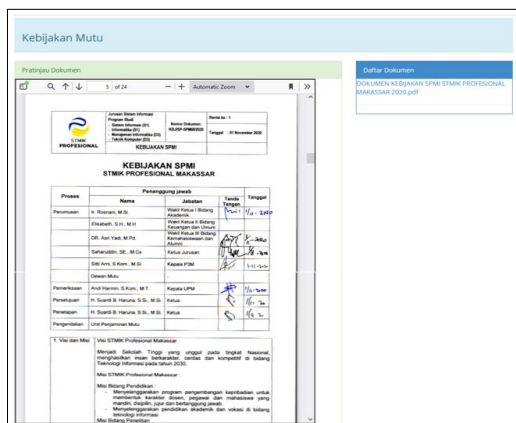 Kebijakan Mutu
Pratinjau Dokumen
5 of 24
Automatic Zoom
Daftar Dokumen
DOKUMEN KEBIJAKAN SPMI STMIK PROFESIONAL
MAKASSAR 2020.pdf
STMIK
PROFESIONAL
Jurusan Sistem Informasi
Program Studi
- Sistem Informasi (S1)
- Informatika (S1)
- Manajemen Informatika (D3)
- Teknik Komputer (D3)
Nomor Dokumen:
Revisi ke : 1
Tanggal : 01 November 2020
KEBIJAKAN SPMI
KEBIJAKAN SPMI
STMIK PROFESIONAL MAKASSAR
Proses
Penanggung jawab
Tanggal
Nama
Jabatan
Tanda
Tangan
Perumusan
Ir. Rosnani, M.Si.
Wakil Ketua I Bidang
Akademik
Elisabeth, S.H., M.H
Wakil Ketua II Bidang
Keuangan dan Umum
DR. Asri Yadi, M.Pd.
Wakil Ketua III Bidang
Kemahasiswaan dan
Alumni
Saharuddin, SE., M.Cs
Ketua Jurusan
Sitti Arni, S.Kom., M.Si
Kepala P3M
Dewan Mutu
-
Pemeriksaan
Andi Harmin, S.Kom., M.T.
Kepala UPM
Persetujuan
H. Suardi B. Haruna, S.Si., M.Si.
Ketua
Penetapan
H. Suardi B. Haruna, S.Si., M.Si.
Ketua
Pengendalian
Unit Penjaminan Mutu
1. Visi dan Misi
Visi STMIK Profesional Makassar
Menjadi Sekolah Tinggi yang unggul pada tingkat Nasional,
menghasilkan insan berkarakter, cerdas dan kompetitif di bidang
Teknologi Informasi pada tahun 2030.
Misi STMIK Profesional Makassar :
Misi Bidang Pendidikan :
- Menyelenggarakan program pengembangan kepribadian untuk
membentuk karakter dosen, pegawai dan mahasiswa yang
mandiri, disiplin, jujur dan bertanggung jawab.
- Menyelenggarakan pendidikan akademik dan vokasi di bidang
teknologi informasi.
Misi Bidang Penelitian